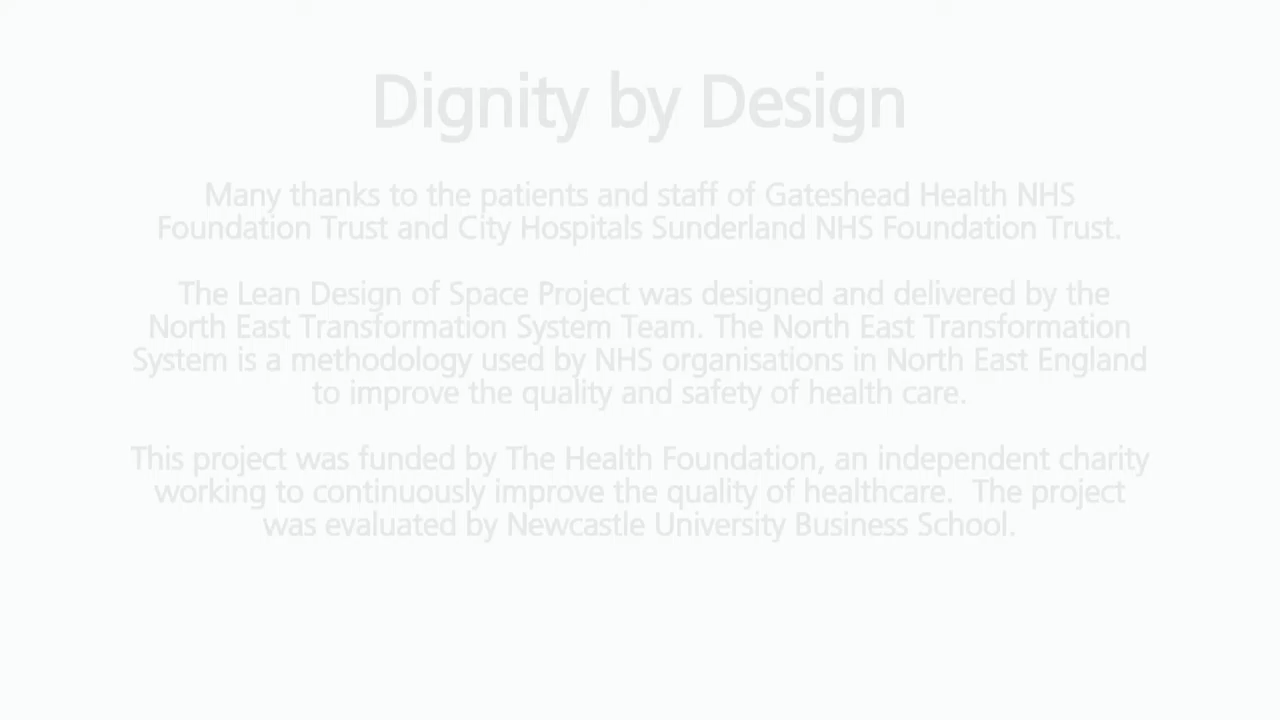 Dignity by Design
Many thanks to the patients and staff of Gateshead Health NHS
Foundation Trust and City Hospitals Sunderland NHS Foundation Trust.
The Lean Design of Space Project was designed and delivered by the
North East Transformation System Team. The North East Transformation
System is a methodology used by NHS organisations in North East England
to improve the quality and safety of health care.
This project was funded by The Health Foundation, an independent charity
working to continuously improve the quality of healthcare.  The project
was evaluated by Newcastle University Business School.